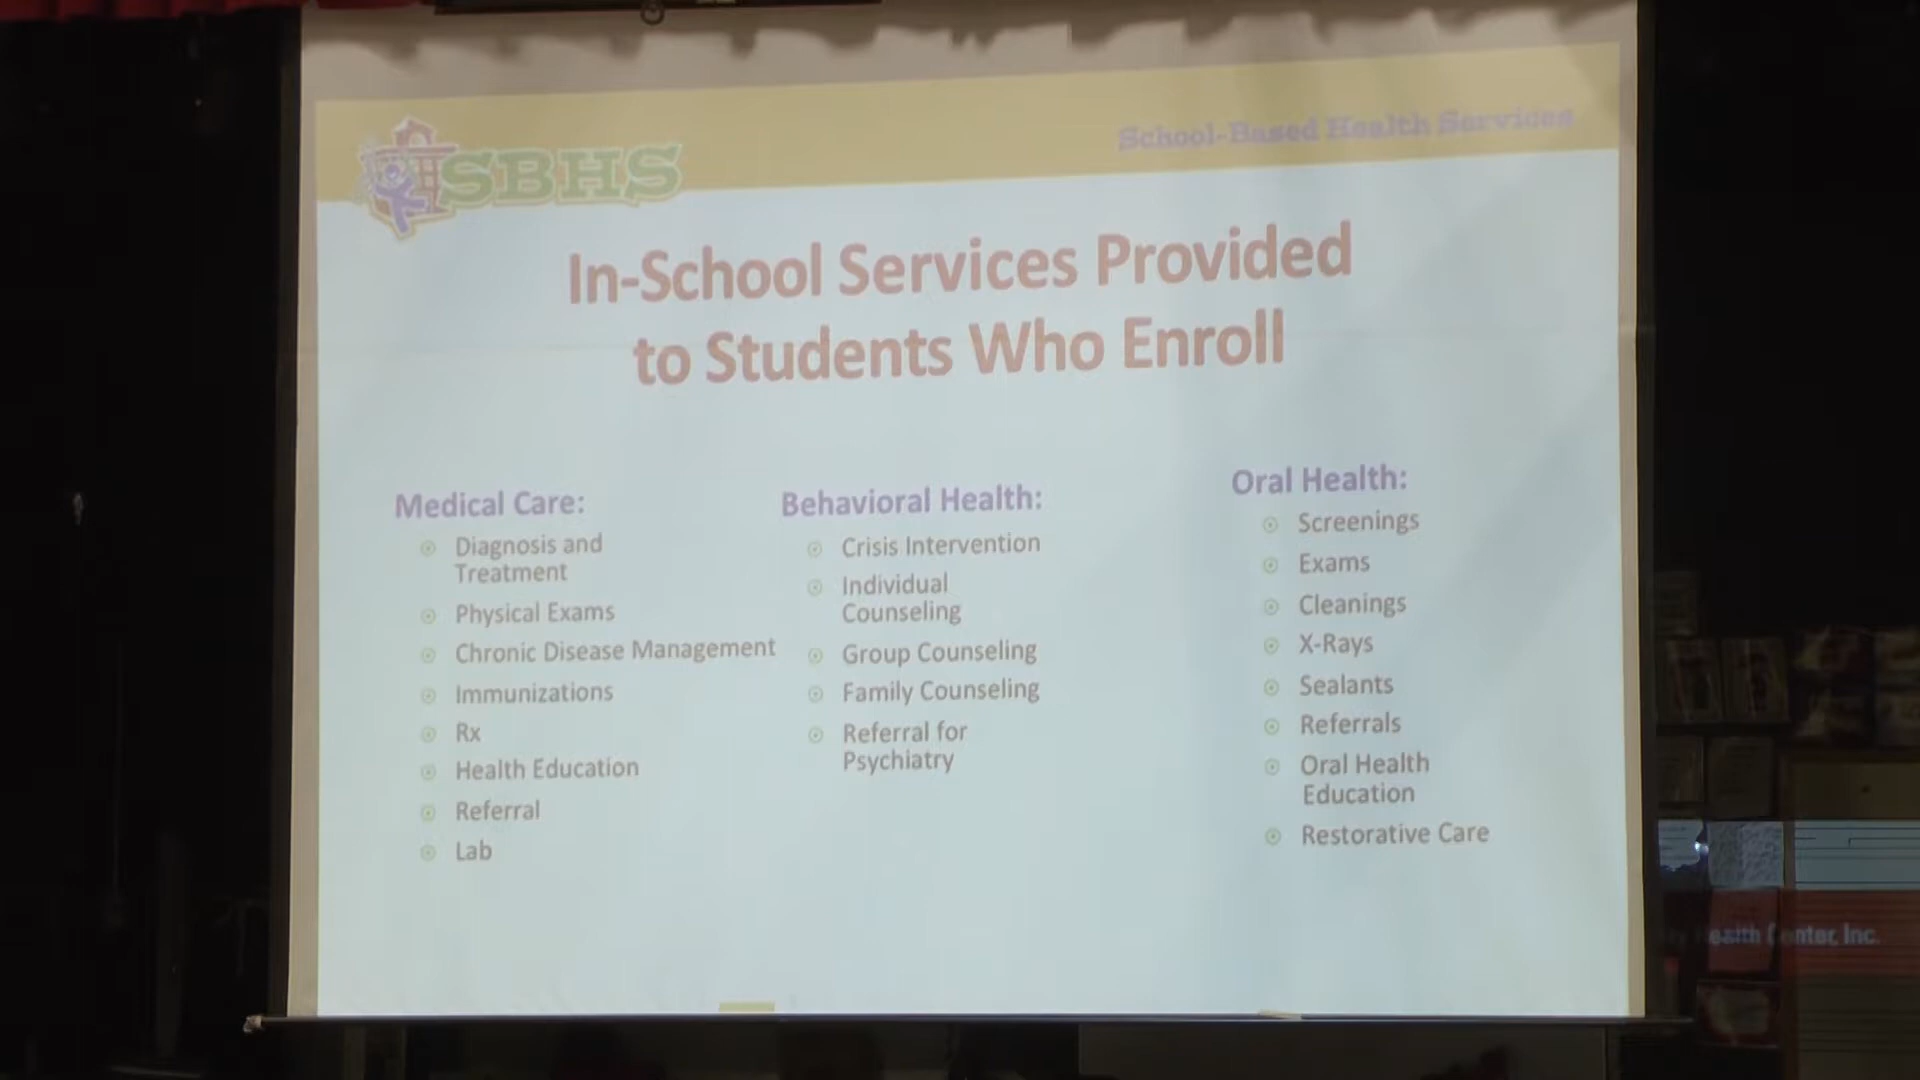 SBHS
School-Based Health Services
In-School Services Provided
to Students Who Enroll
Medical Care:
Diagnosis and
Treatment
Physical Exams
Chronic Disease Management
Immunizations
Rx
Health Education
Referral
Lab
Behavioral Health:
Crisis Intervention
Individual
Counseling
Group Counseling
Family Counseling
Referral for
Psychiatry
Oral Health:
Screenings
Exams
Cleanings
X-Rays
Sealants
Referrals
Oral Health
Education
Restorative Care
Health Center, Inc.